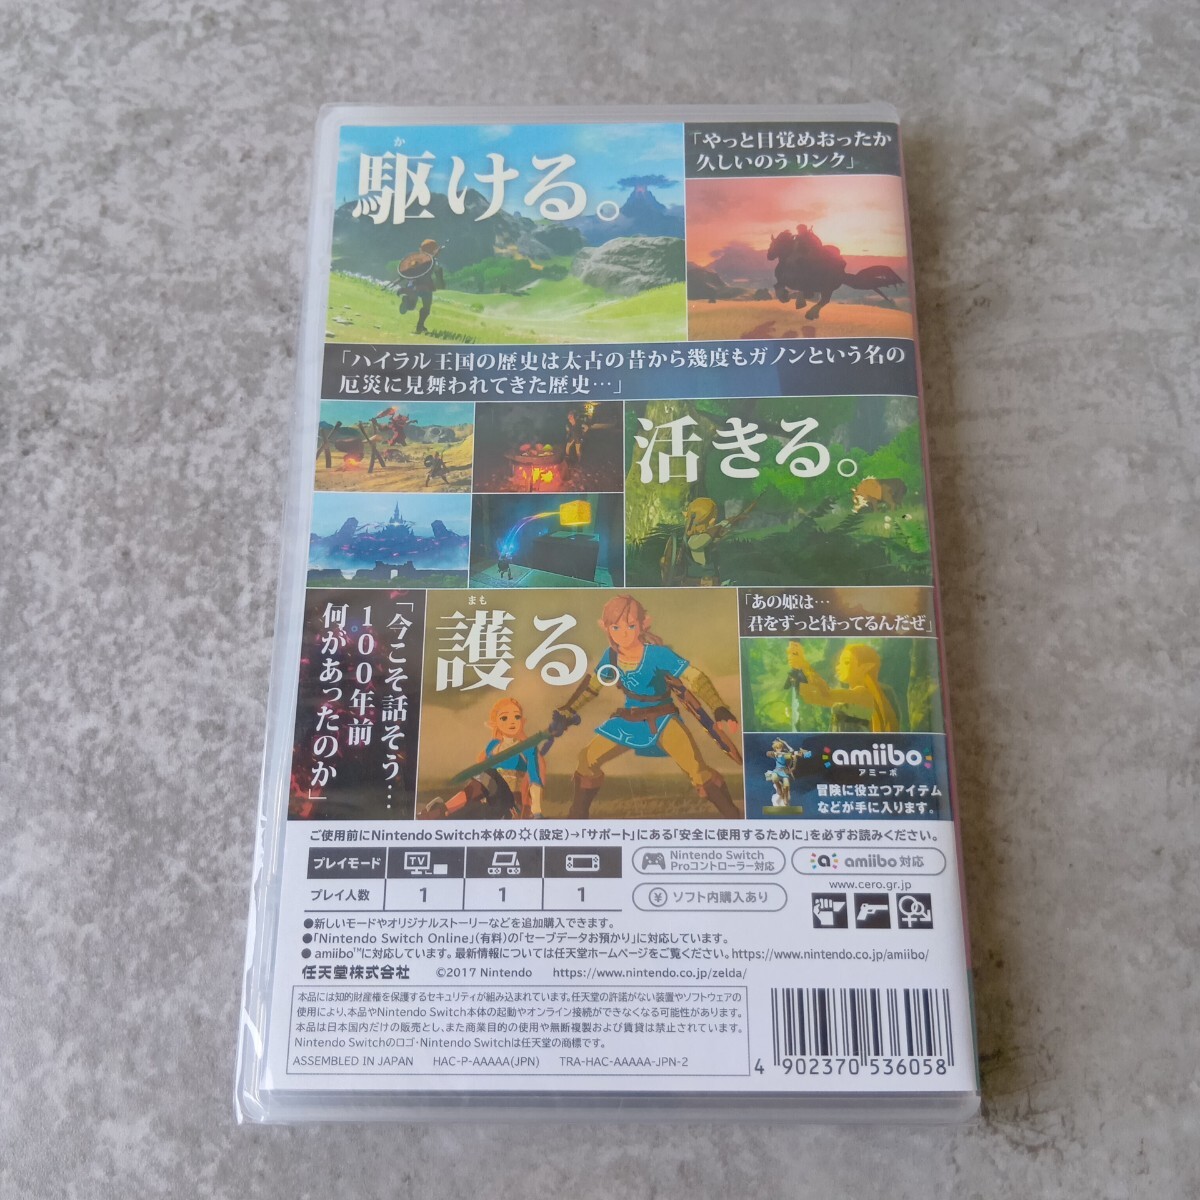 か
駆ける。
「やっと目覚めおったか
久しいのう リンク」
「ハイラル王国の歴史は太古の昔から幾度もガノンという名の
厄災に見舞われてきた歴史…」
活きる。
「今こそ話そう…
100年前
何があったのか」
まも
護る。
「あの姫は…
君をずっと待ってるんだぜ」
amiibo
アミーボ
冒険に役立つアイテム
などが手に入ります。
ご使用前にNintendo Switch本体の(設定)→「サポート」にある「安全に使用するために」を必ずお読みください。
プレイモード TV
プレイ人数 1 1 1
Nintendo Switch
Proコントローラー対応
amiibo 対応
¥ ソフト内購入あり
www.cero.gr.jp
●新しいモードやオリジナルストーリーなどを追加購入できます。
●「Nintendo Switch Online」(有料)の「セーブデータお預かり」に対応しています。
● amiibo™に対応しています。最新情報については任天堂ホームページをご覧ください。https://www.nintendo.co.jp/amiibo/
任天堂株式会社 ©2017 Nintendo https://www.nintendo.co.jp/zelda/
本品には知的財産権を保護するセキュリティが組み込まれています。任天堂の許諾がない装置やソフトウェアの
使用により、本品やNintendo Switch本体の起動やオンライン接続ができなくなる可能性があります。
本品は日本国内だけの販売とし、また商業目的の使用や無断複製および賃貸は禁止されています。
Nintendo Switchのロゴ・Nintendo Switchは任天堂の商標です。
ASSEMBLED IN JAPAN HAC-P-AAAAA(JPN) TRA-HAC-AAAAA-JPN-2
4 902370 536058